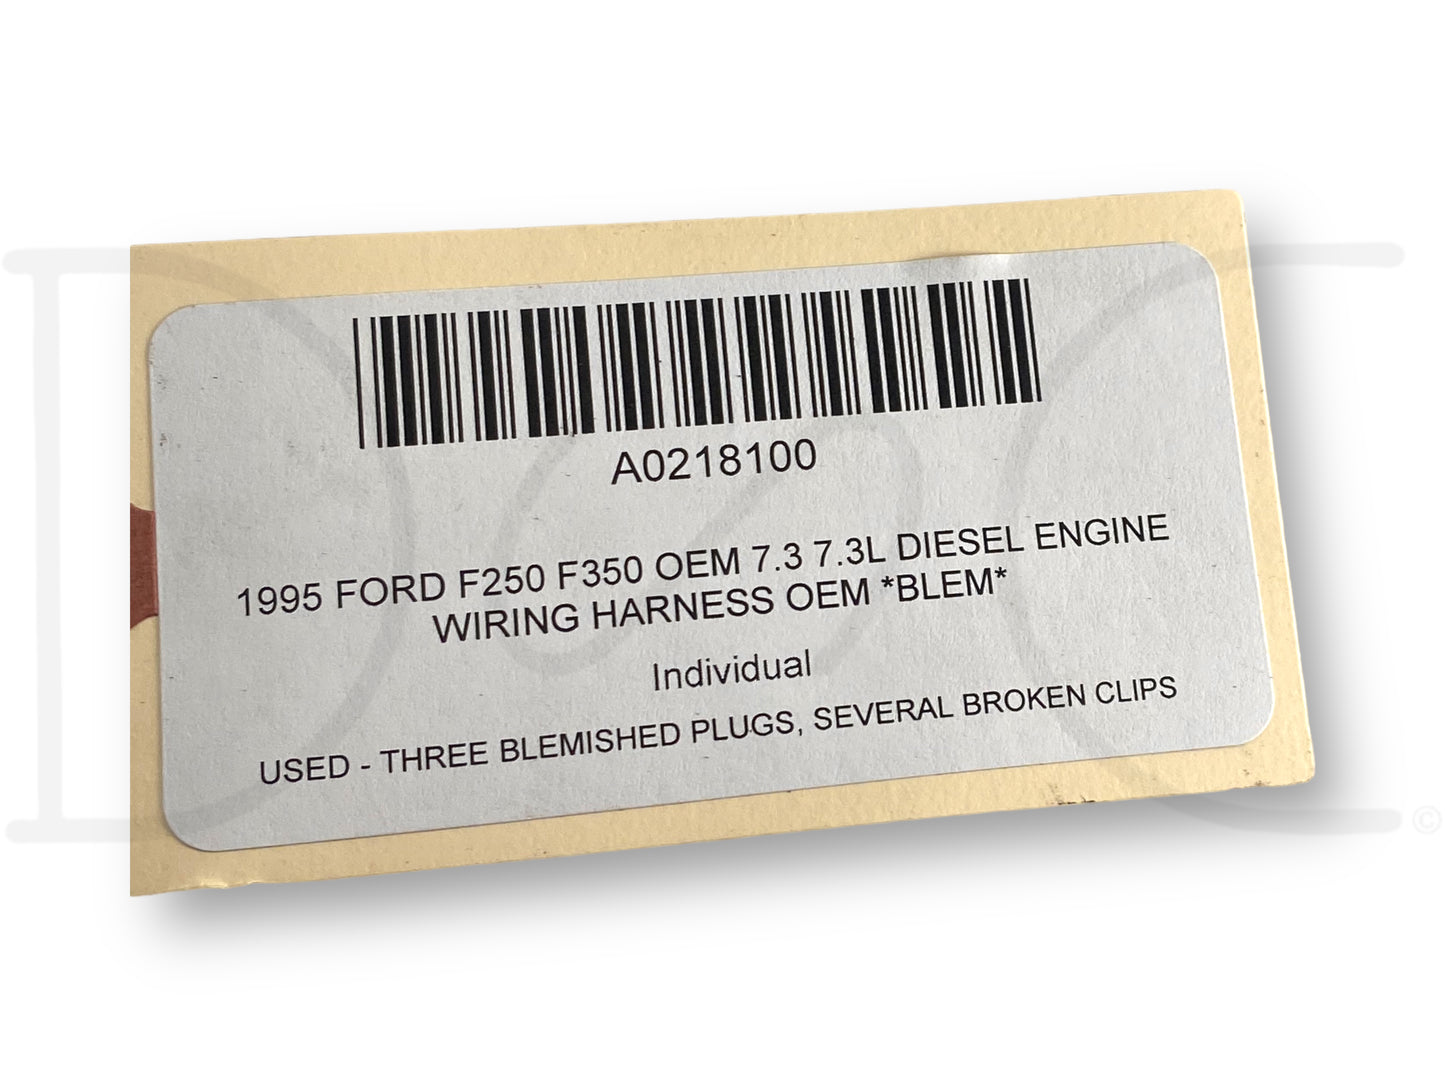 A0218100
1995 FORD F250 F350 OEM 7.3 7.3L DIESEL ENGINE
WIRING HARNESS OEM *BLEM*
Individual
USED - THREE BLEMISHED PLUGS, SEVERAL BROKEN CLIPS
©